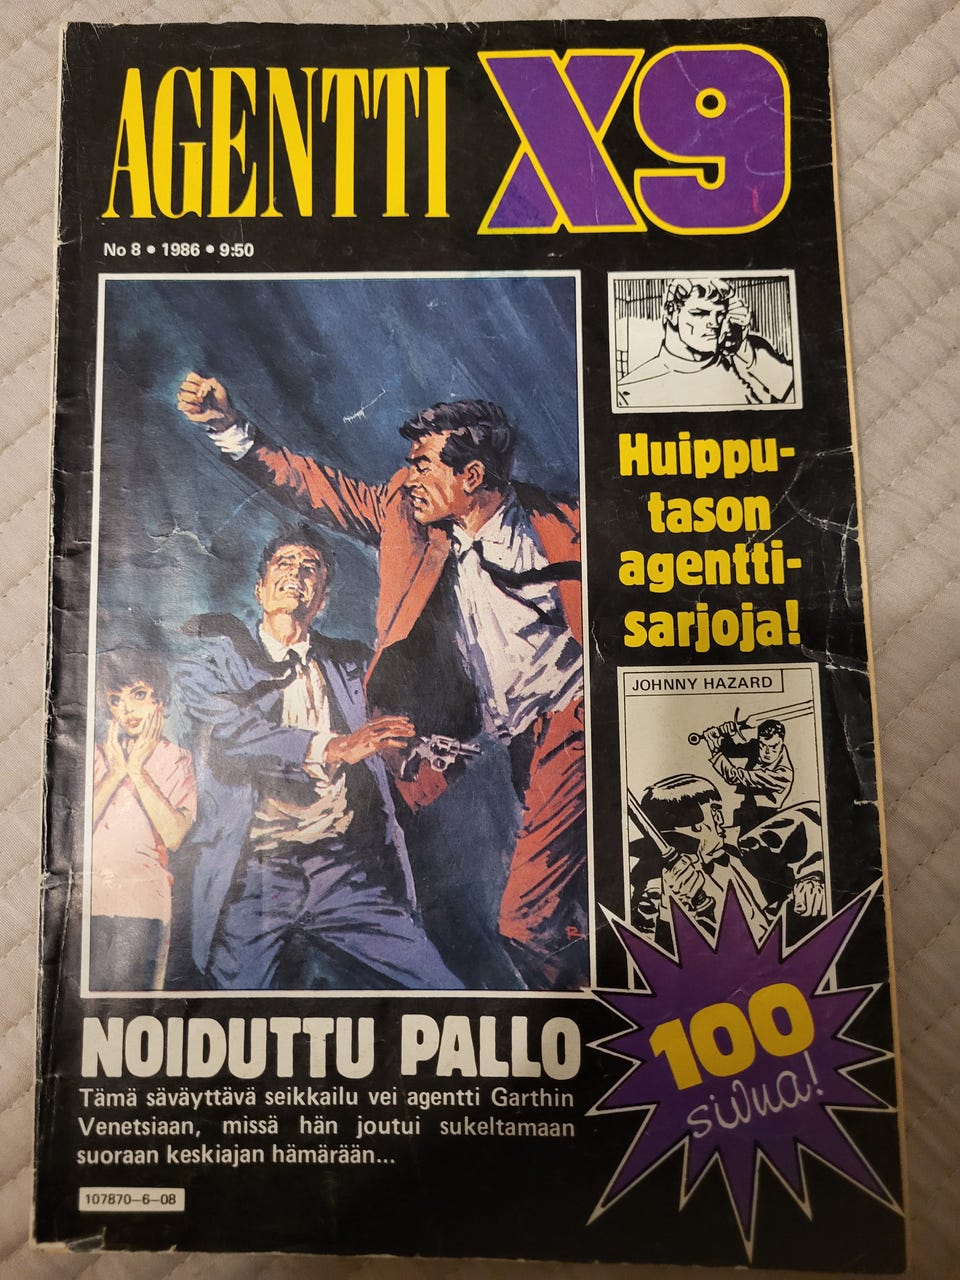 AGENTTI X9
No 8 • 1986 • 9:50
Huippu-
tason
agentti-
sarjoja!
JOHNNY HAZARD
R
100
sivua!
NOIDUTTU PALLO
Tämä säväyttävä seikkailu vei agentti Garthin
Venetsiaan, missä hän joutui sukeltamaan
suoraan keskiajan hämärään...
107870-6-08